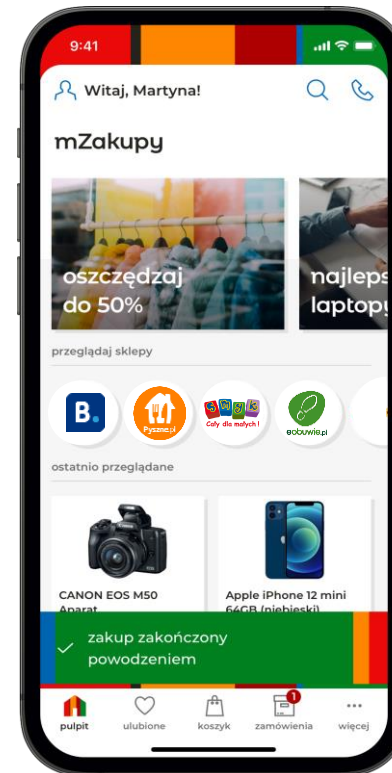 9:41
Witaj, Martyna!
mZakupy
oszczędzaj
do 50%
najleps
laptopy
przeglądaj sklepy
B.
Pyszne.pl
SMYK
Cały dla małych!
eobuwie.pl
ostatnio przeglądane
CANON EOS M50
Aparat
Apple iPhone 12 mini
64GB (niebieski)
zakup zakończony
powodzeniem
1
pulpit
ulubione
koszyk
zamówienia
więcej